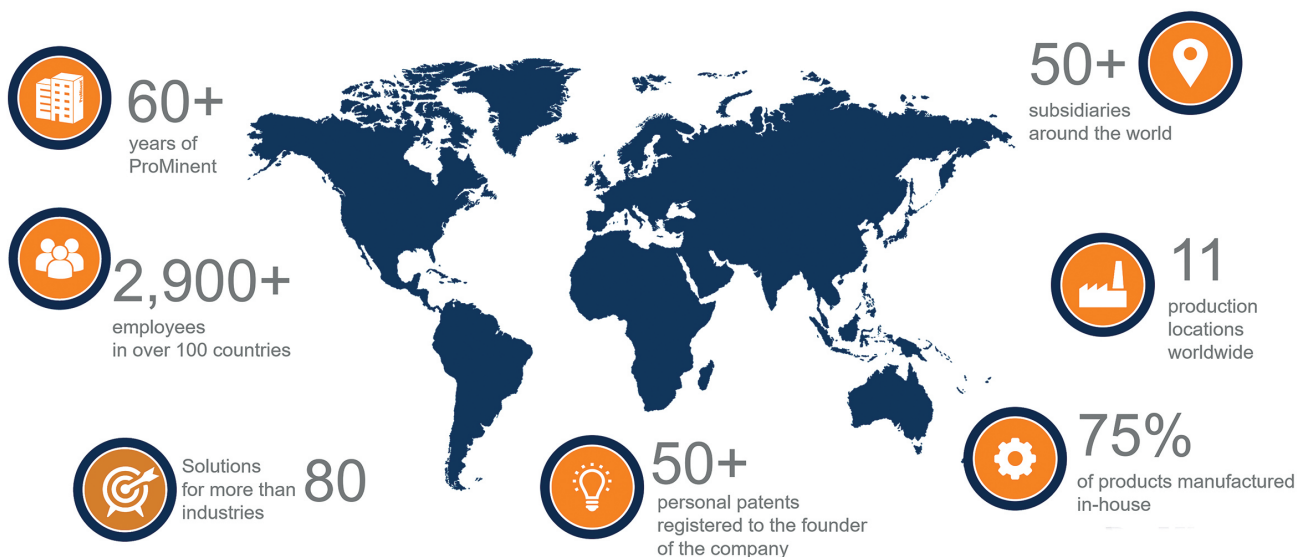 60+
years of
ProMinent
2,900+
employees
in over 100 countries
Solutions
for more than 80
industries
50+
personal patents
registered to the founder
of the company
50+
subsidiaries
around the world
11
production
locations
worldwide
75%
of products manufactured
in-house